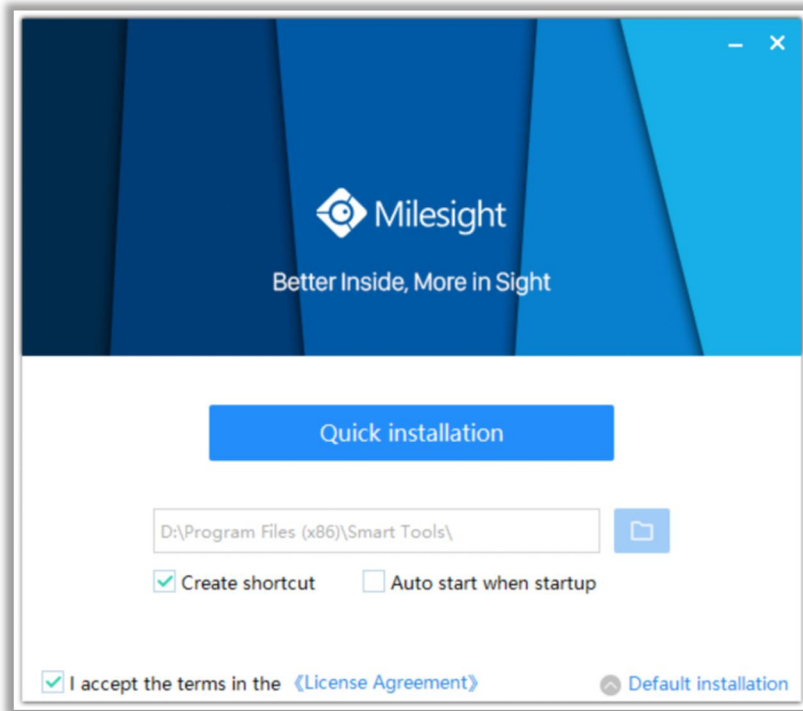 Milesight
Better Inside, More in Sight
Quick installation
D:\Program Files (x86)\Smart Tools\
Create shortcut Auto start when startup
I accept the terms in the 《License Agreement》 Default installation